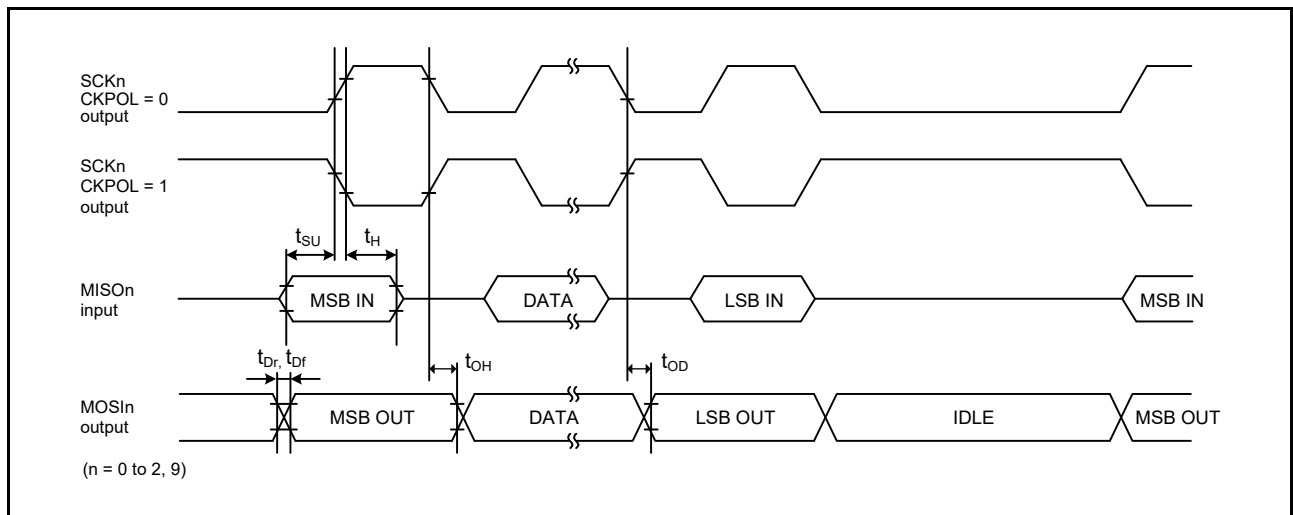 SCKn
CKPOL = 0
output
SCKn
CKPOL = 1
output
tSU
tH
MISOn
input
MSB IN
DATA
LSB IN
MSB IN
tDr, tDf
tOH
tOD
MOSIn
output
MSB OUT
DATA
LSB OUT
IDLE
MSB OUT
(n = 0 to 2, 9)